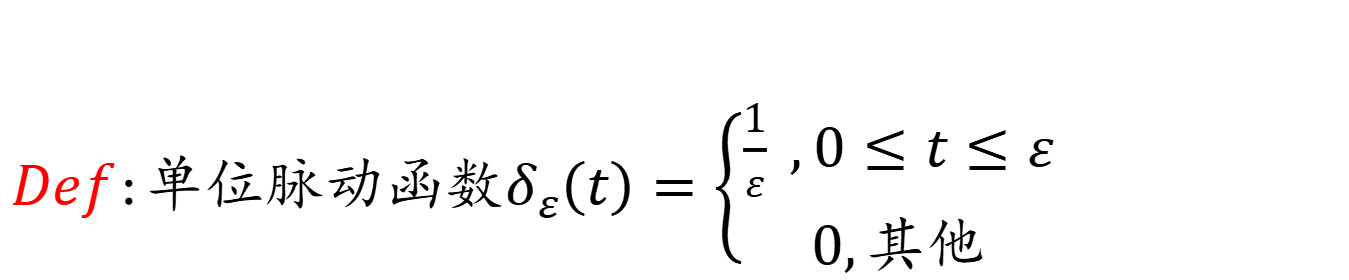 Def:单位脉动函数δ_ε(t) = { 1/ε , 0 ≤ t ≤ ε
0, 其他